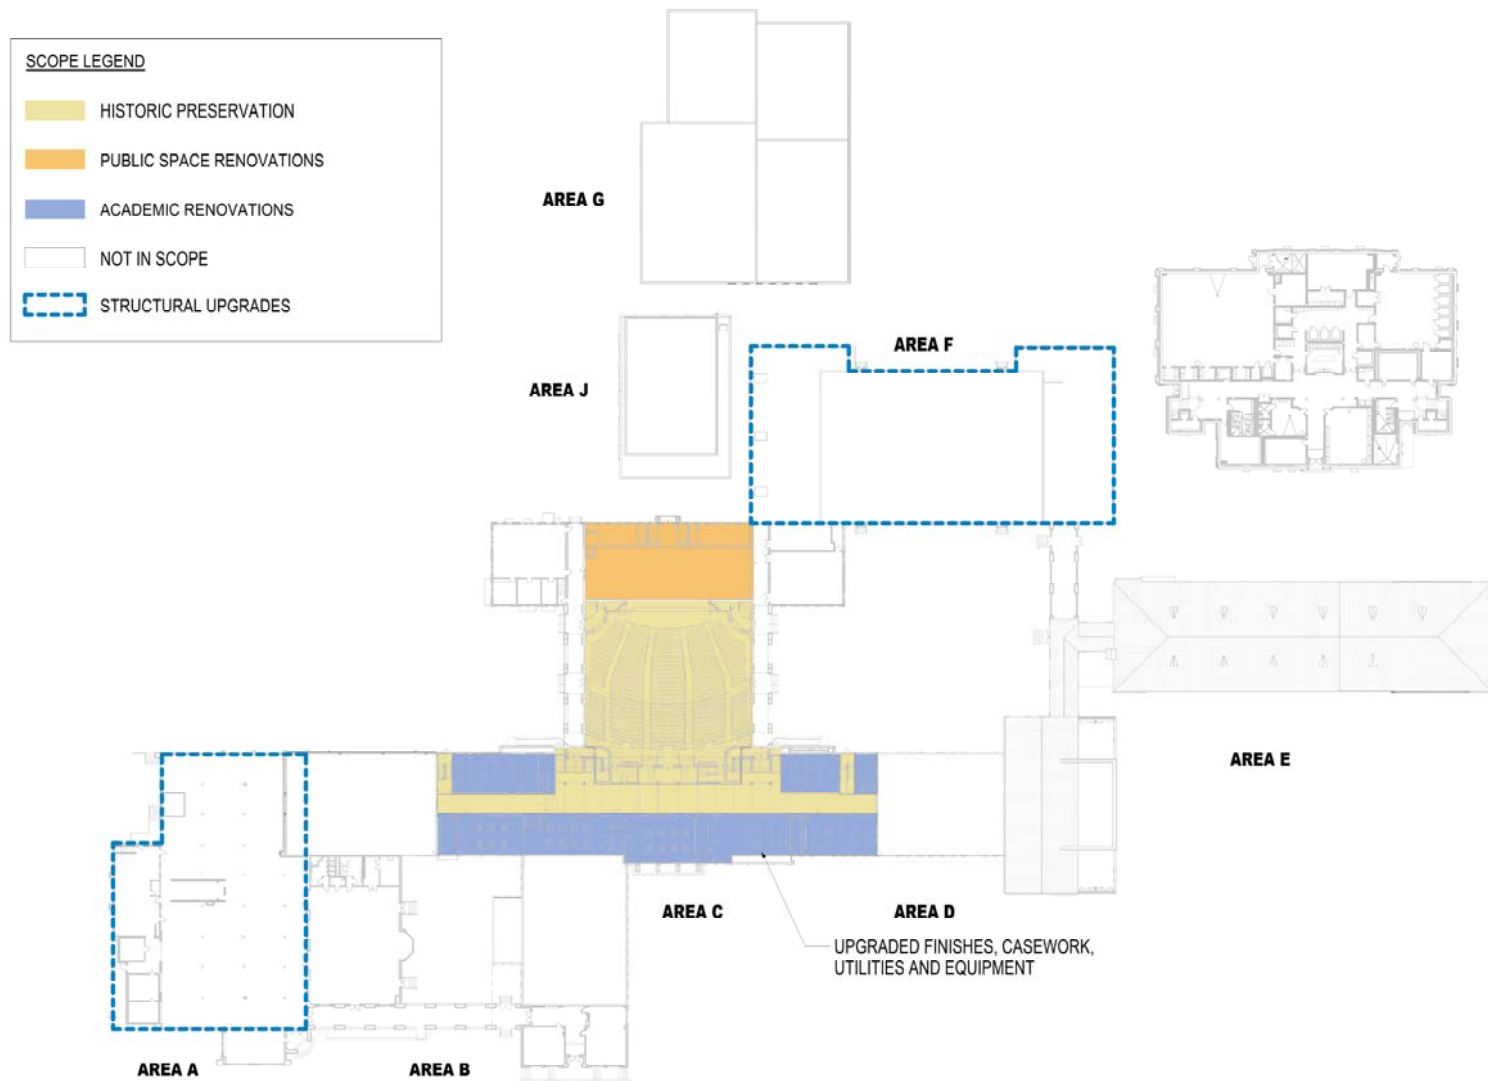 SCOPE LEGEND
HISTORIC PRESERVATION
PUBLIC SPACE RENOVATIONS
ACADEMIC RENOVATIONS
NOT IN SCOPE
STRUCTURAL UPGRADES
AREA G
AREA F
AREA J
AREA E
AREA C
AREA D
UPGRADED FINISHES, CASEWORK,
UTILITIES AND EQUIPMENT
AREA A
AREA B